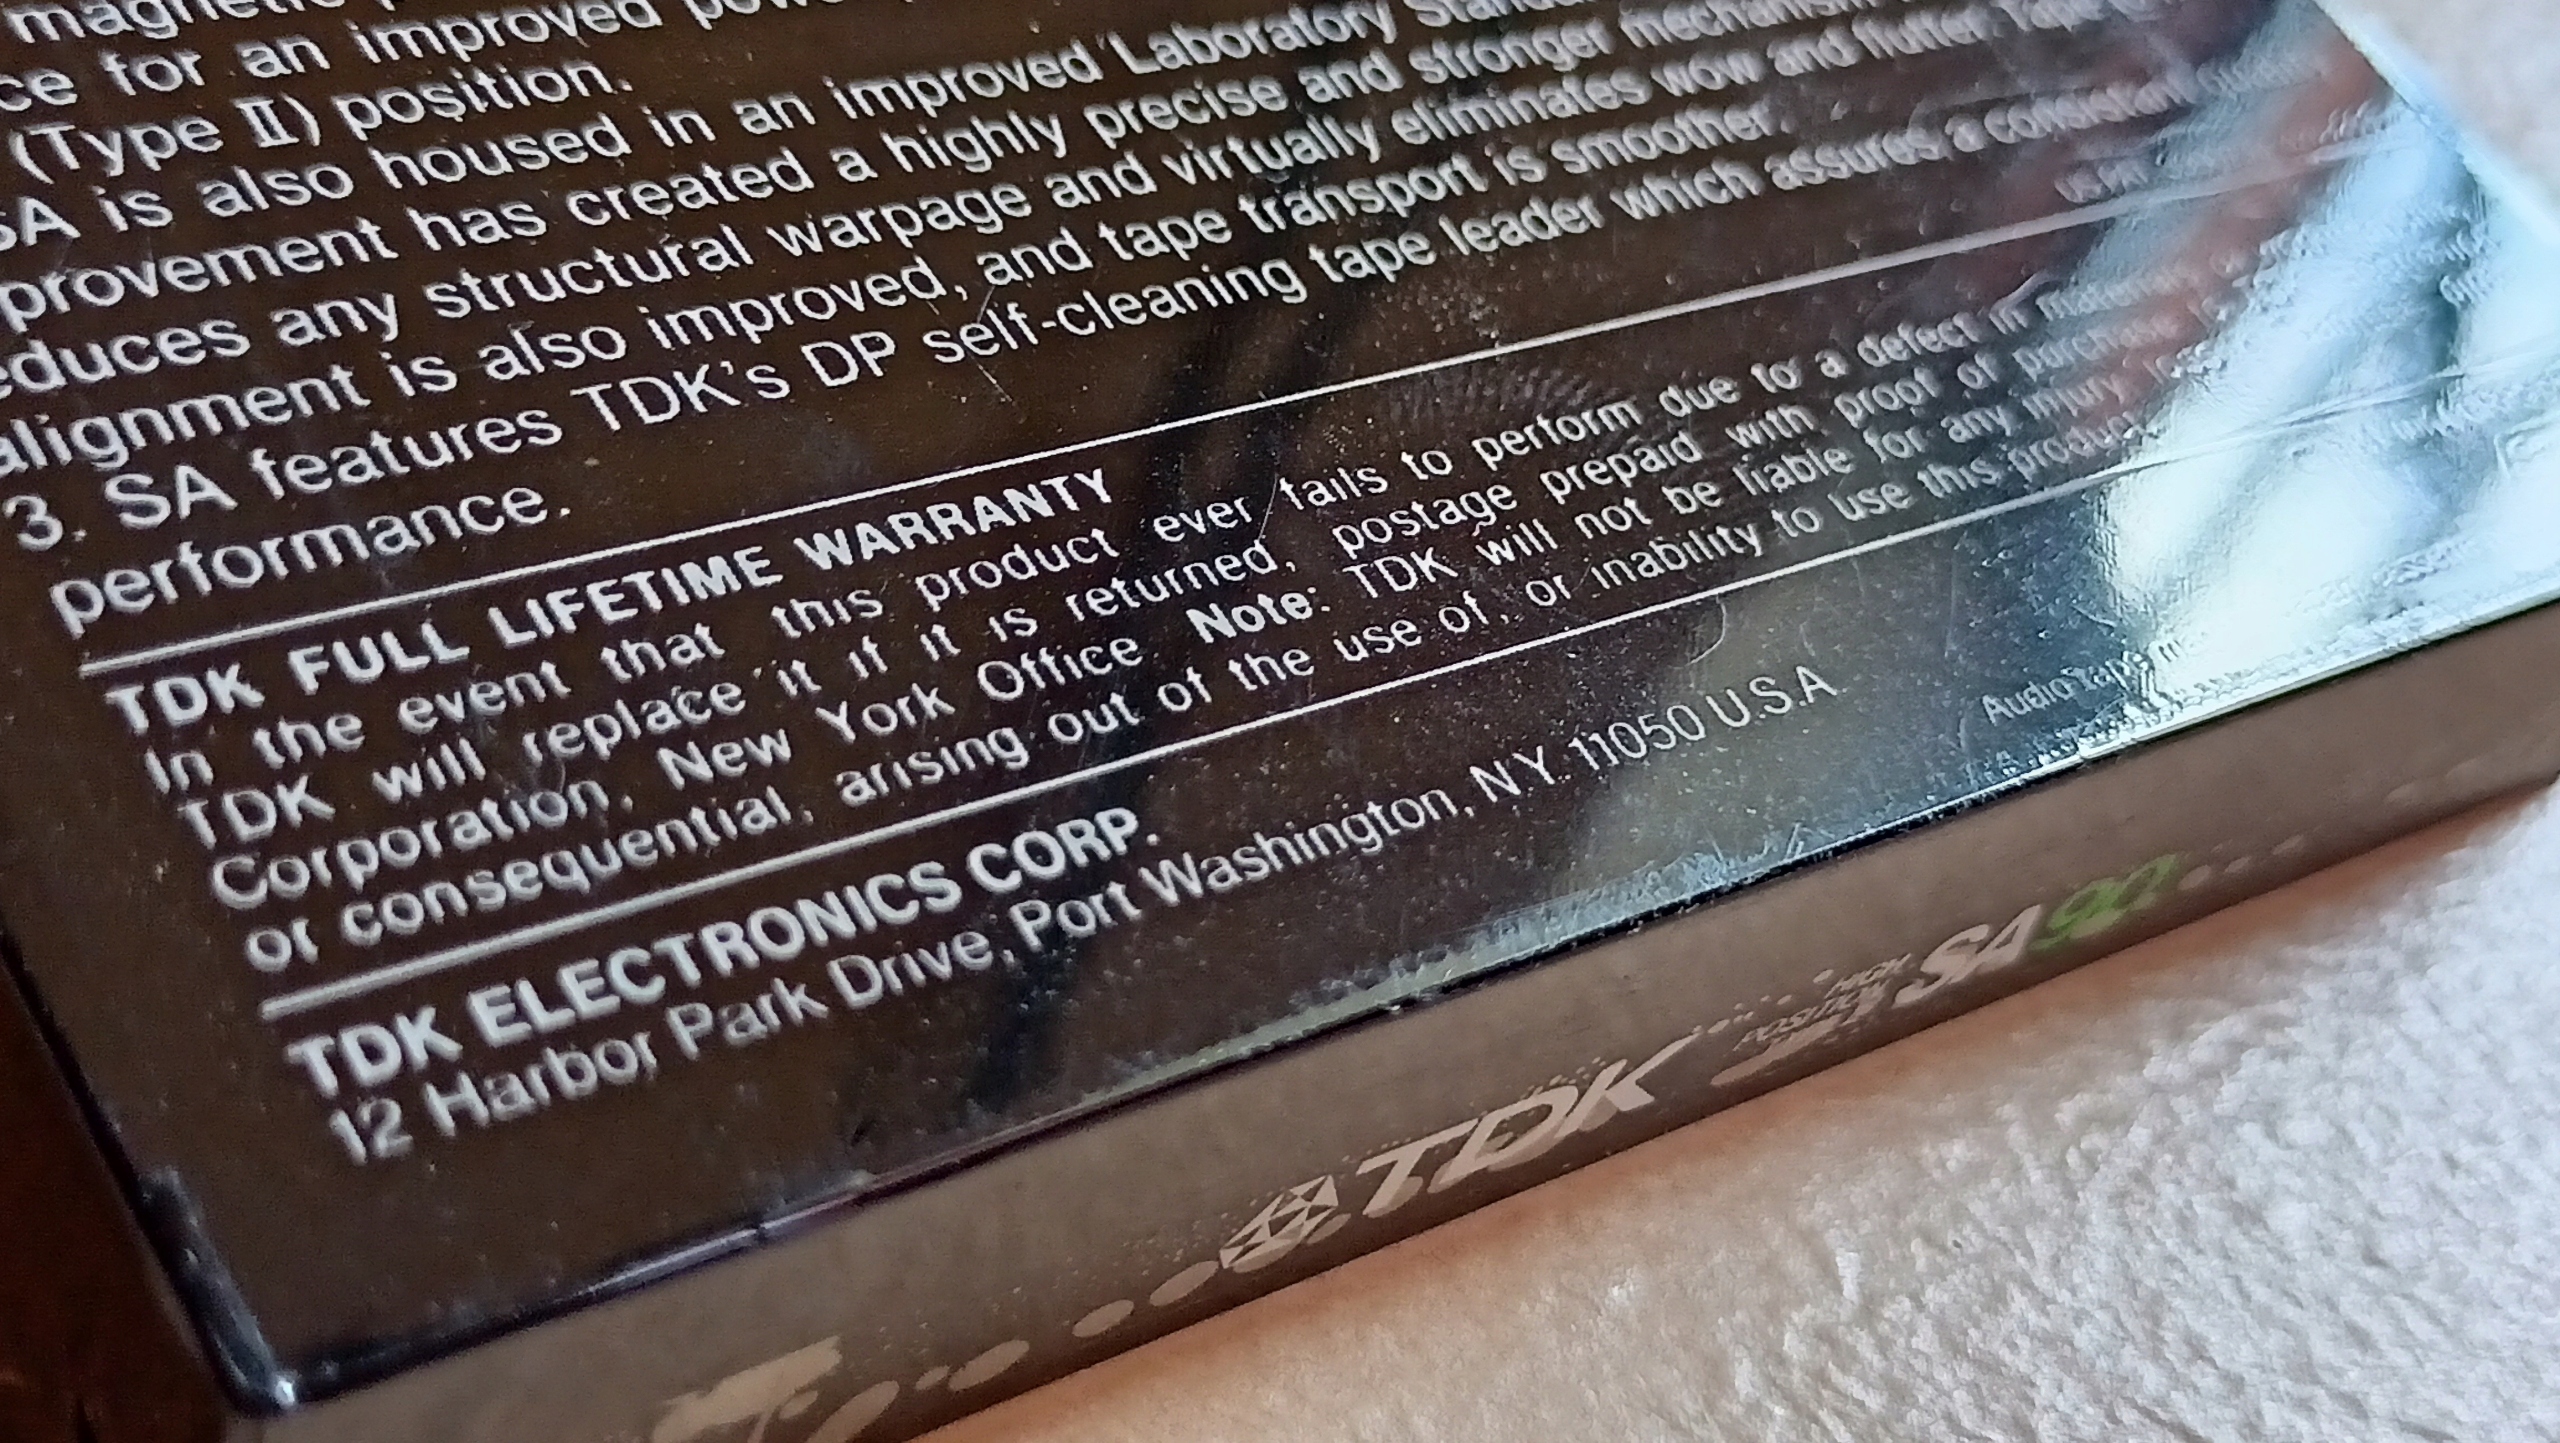 magnetic
for an improved
(Type II) position.
SA is also housed in an improved Laboratory
has created a highly precise and stronger mechanism
any structural warpage and virtually eliminates wow and flutter. Tape
alignment is also improved, and tape transport is smoother.
3. SA features TDK's DP self-cleaning tape leader which assures a consistent
performance.
TDK FULL LIFETIME WARRANTY
In the event that this product ever fails to perform due to a defect in
TDK will replace it if it is returned, postage prepaid with proof of purchase
Corporation, New York Office Note: TDK will not be liable for any injury
or consequential, arising out of the use of, or inability to use this product
TDK ELECTRONICS CORP.
12 Harbor Park Drive, Port Washington, N.Y. 11050 U.S.A
Audio Tape
TDK HIGH POSITION SA90